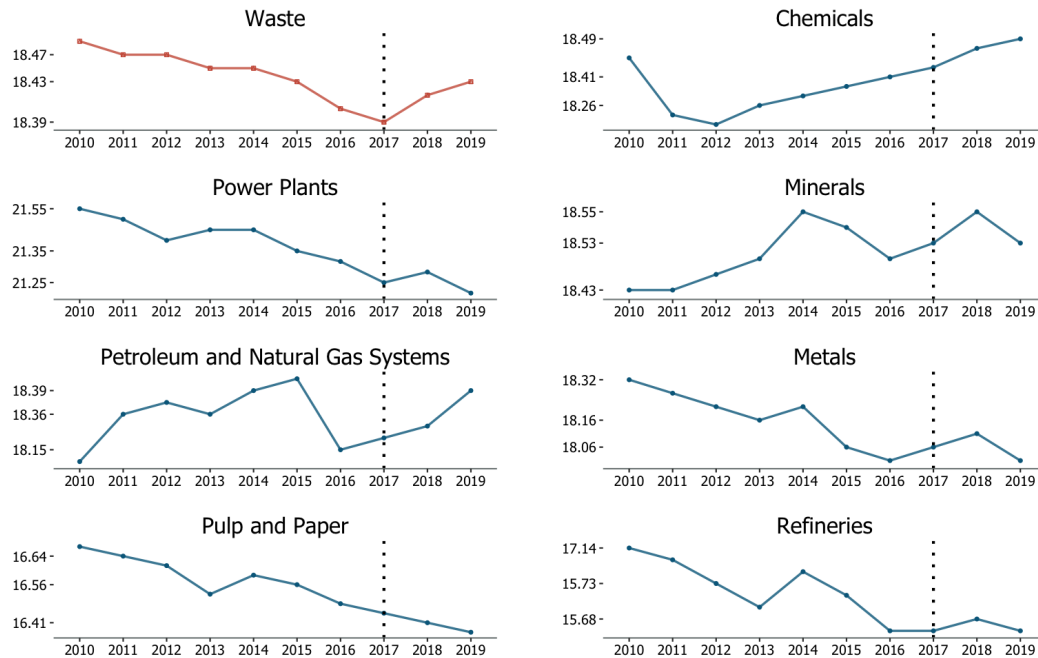 Waste
18.47
18.43
18.39
2010 2011 2012 2013 2014 2015 2016 2017 2018 2019
Chemicals
18.49
18.41
18.26
2010 2011 2012 2013 2014 2015 2016 2017 2018 2019
Power Plants
21.55
21.35
21.25
2010 2011 2012 2013 2014 2015 2016 2017 2018 2019
Minerals
18.55
18.53
18.43
2010 2011 2012 2013 2014 2015 2016 2017 2018 2019
Petroleum and Natural Gas Systems
18.39
18.36
18.15
2010 2011 2012 2013 2014 2015 2016 2017 2018 2019
Metals
18.32
18.16
18.06
2010 2011 2012 2013 2014 2015 2016 2017 2018 2019
Pulp and Paper
16.64
16.56
16.41
2010 2011 2012 2013 2014 2015 2016 2017 2018 2019
Refineries
17.14
15.73
15.68
2010 2011 2012 2013 2014 2015 2016 2017 2018 2019